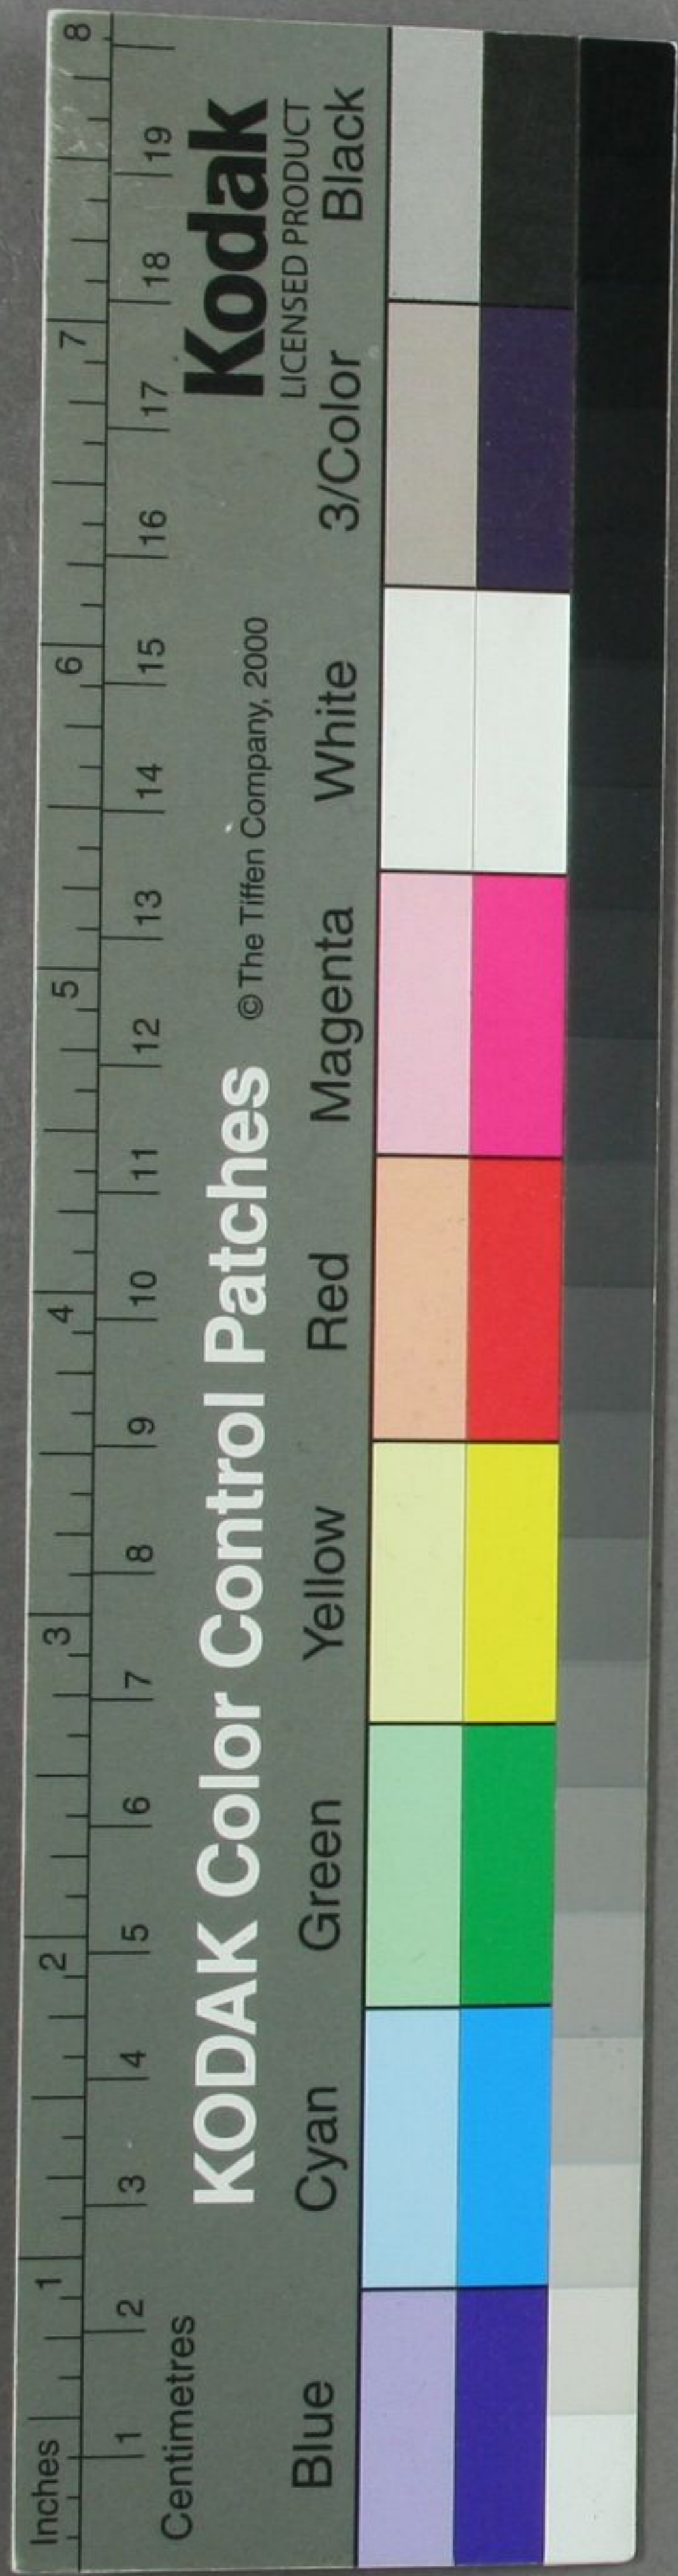 Inches 1 2 3 4 5 6 7 8
1 2 3 4 5 6 7 8 9 10 11 12 13 14 15 16 17 18 19
Centimetres
KODAK Color Control Patches © The Tiffen Company, 2000 Kodak
LICENSED PRODUCT
Blue Cyan Green Yellow Red Magenta White 3/Color Black